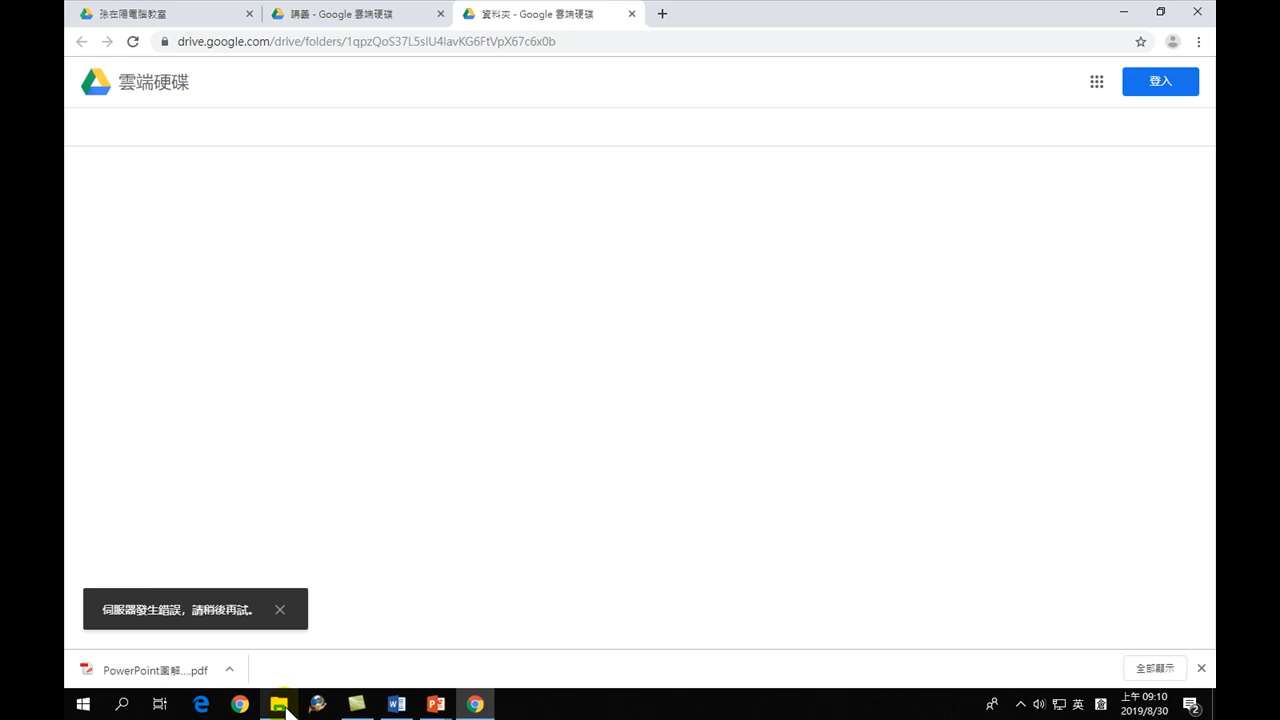 孫在陽電腦教室
講義 - Google 雲端硬碟
資料夾 - Google 雲端硬碟
drive.google.com/drive/folders/1qpzQoS37L5sIU4lavKG6FtVpX67c6x0b
雲端硬碟
登入
伺服器發生錯誤，請稍後再試。
PowerPoint圖解....pdf
全部顯示
英
上午 09:10
2019/8/30
2